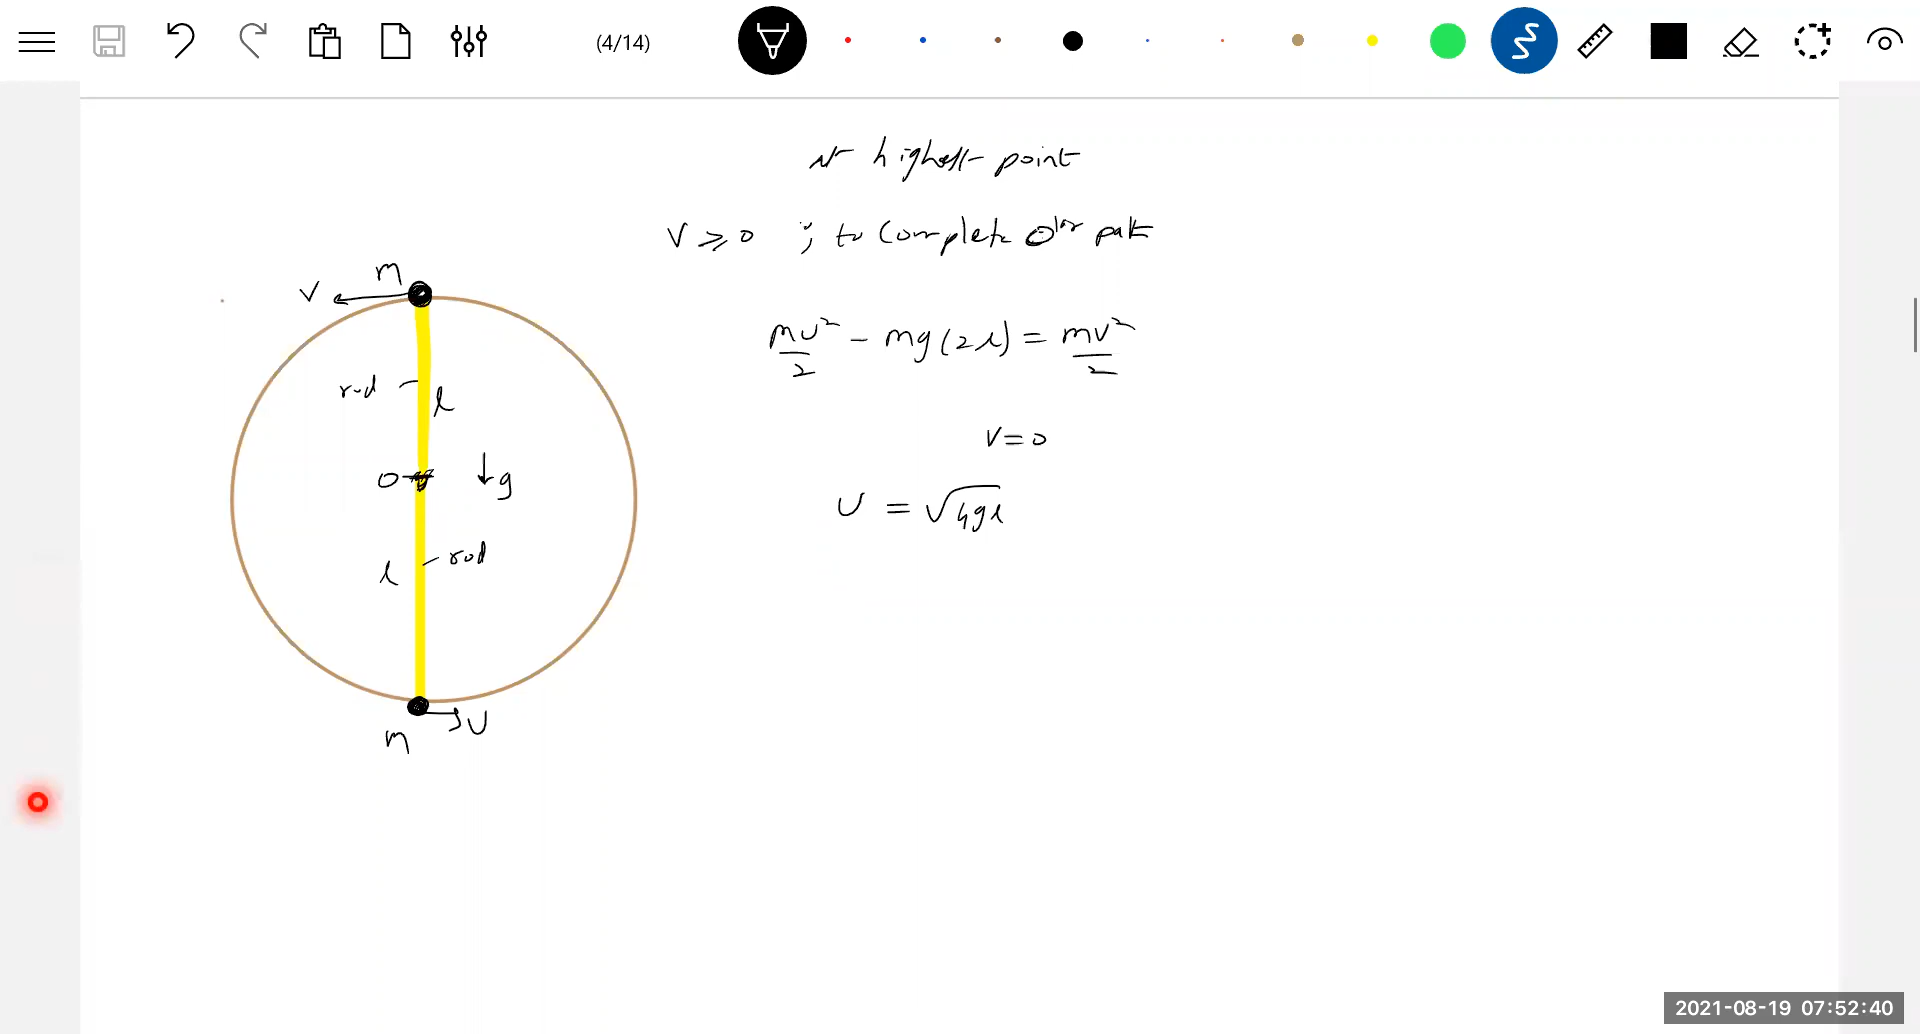 (4/14)
At highest point
V ⩾ 0 ; to complete Olar path
mu²/2 - mg(2l) = mv²/2
V = 0
U = √4gl
m
V
rod
l
O
↓g
rod
l
U
m
2021-08-19 07:52:40